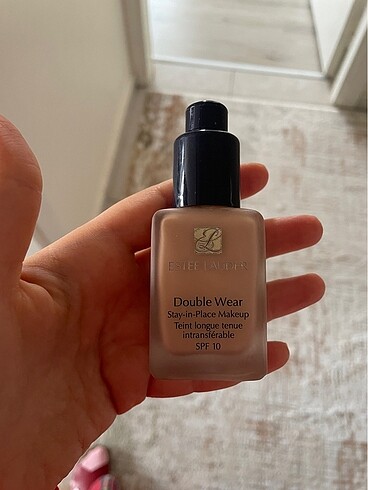 ESTĒE LAUDER
Double Wear
Stay-in-Place Makeup
Teint longue tenue
intransférable
SPF 10